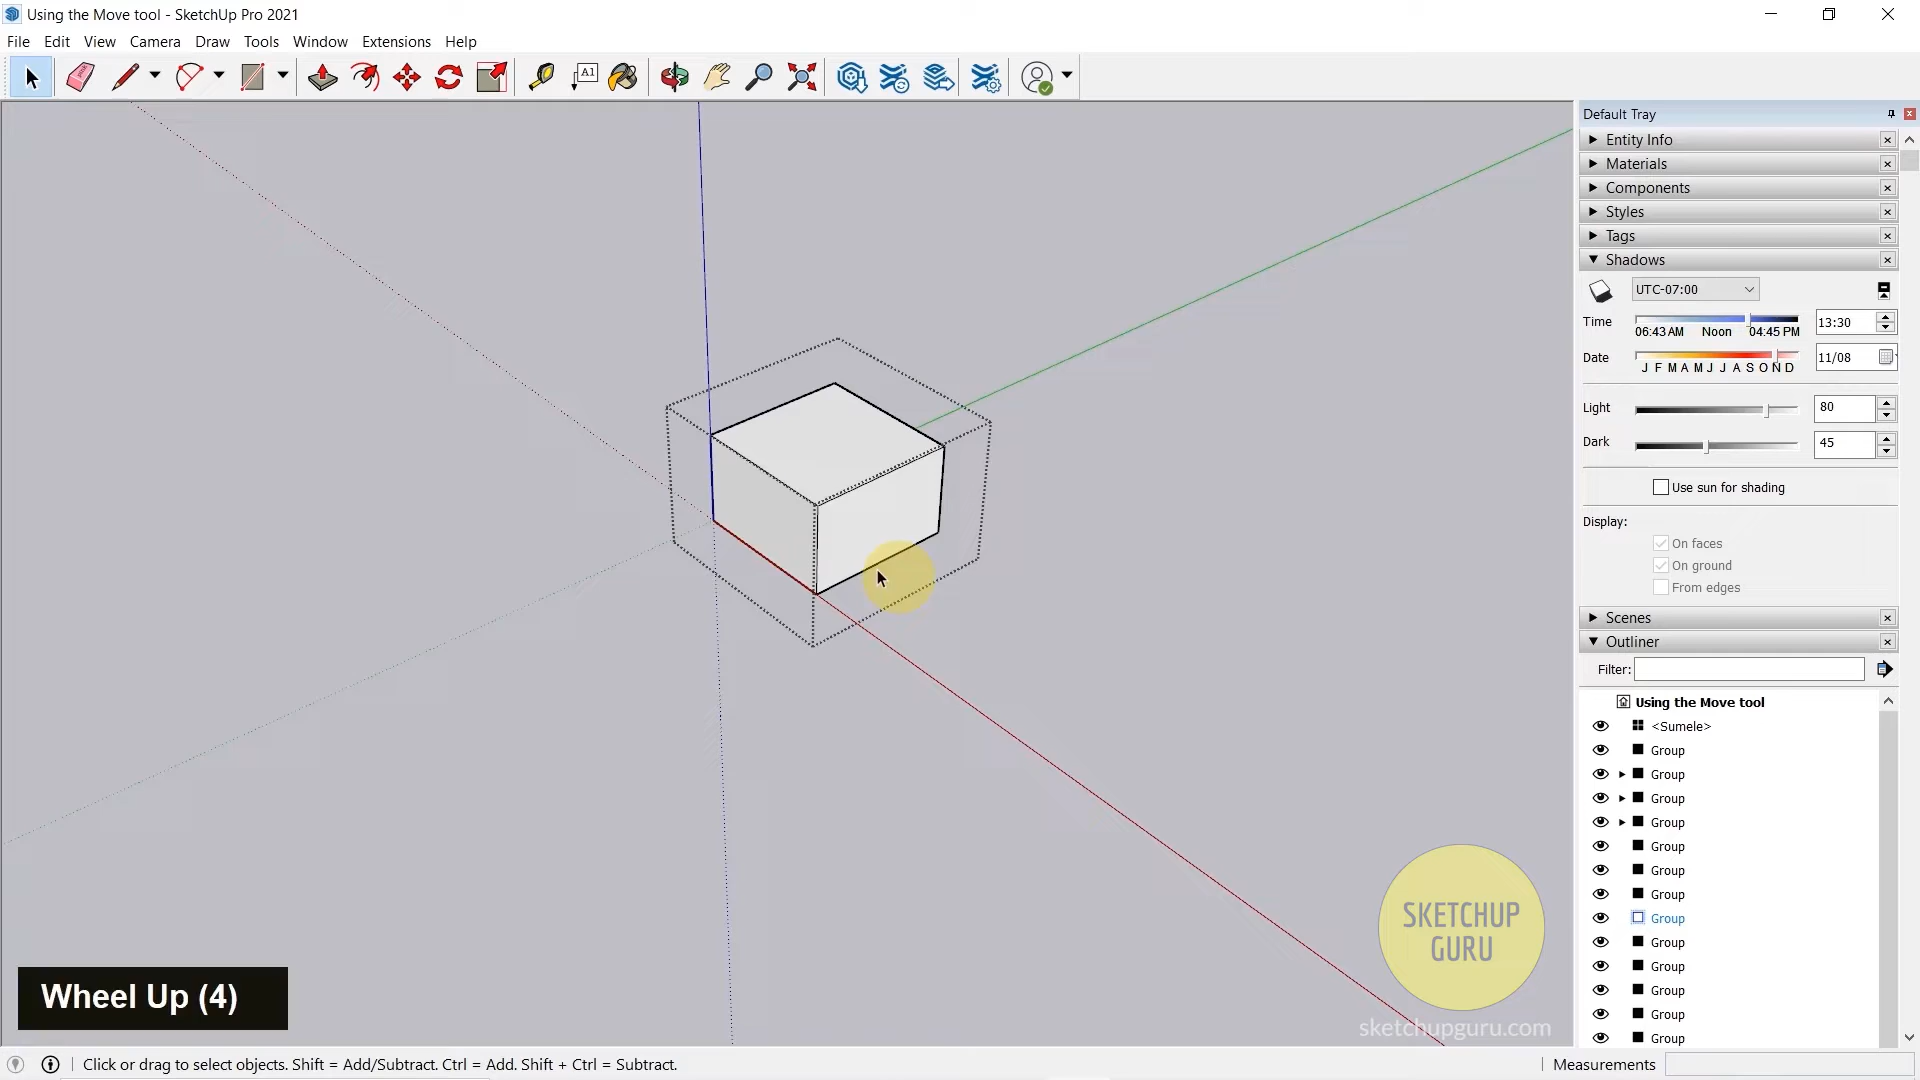 Using the Move tool - SketchUp Pro 2021
File Edit View Camera Draw Tools Window Extensions Help
A1
Default Tray
Entity Info
Materials
Components
Styles
Tags
Shadows
UTC-07:00
Time
06:43 AM Noon 04:45 PM
13:30
Date
J F M A M J J A S O N D
11/08
Light
80
Dark
45
Use sun for shading
Display:
On faces
On ground
From edges
Scenes
Outliner
Filter:
Using the Move tool
<Sumele>
Group
Group
Group
Group
Group
Group
Group
Group
Group
Group
Group
Group
Group
SKETCHUP
GURU
sketchupguru.com
Wheel Up (4)
Click or drag to select objects. Shift = Add/Subtract. Ctrl = Add. Shift + Ctrl = Subtract.
Measurements